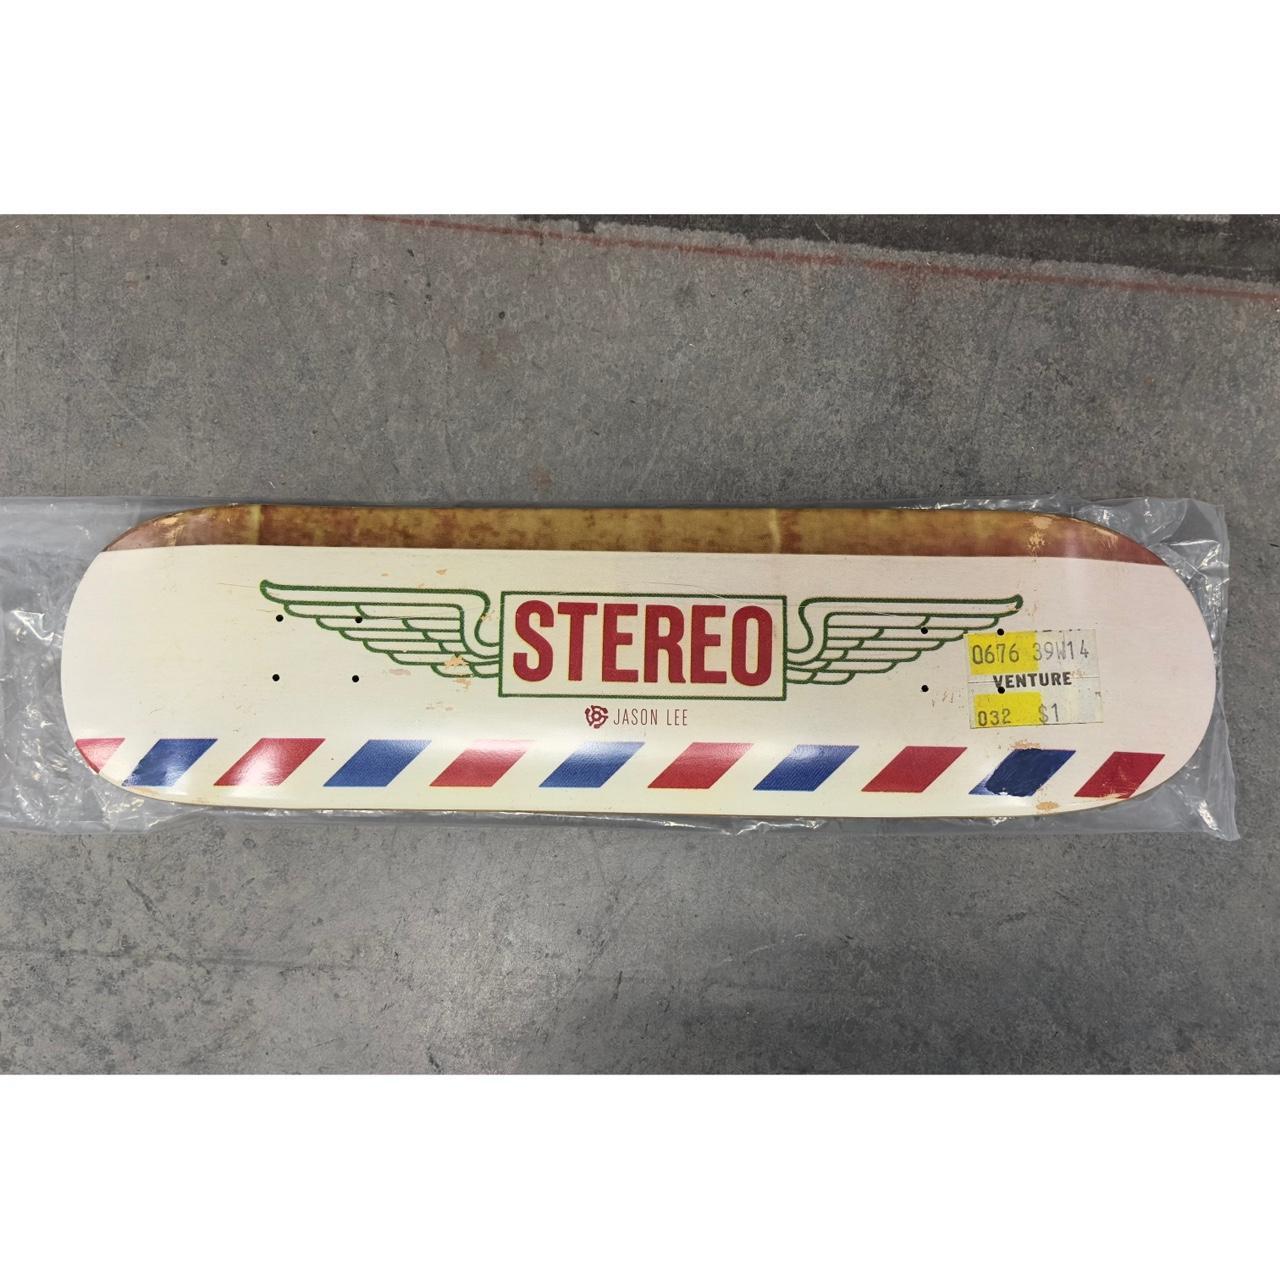 STEREO
JASON LEE
0676 39W14
VENTURE
032 $1